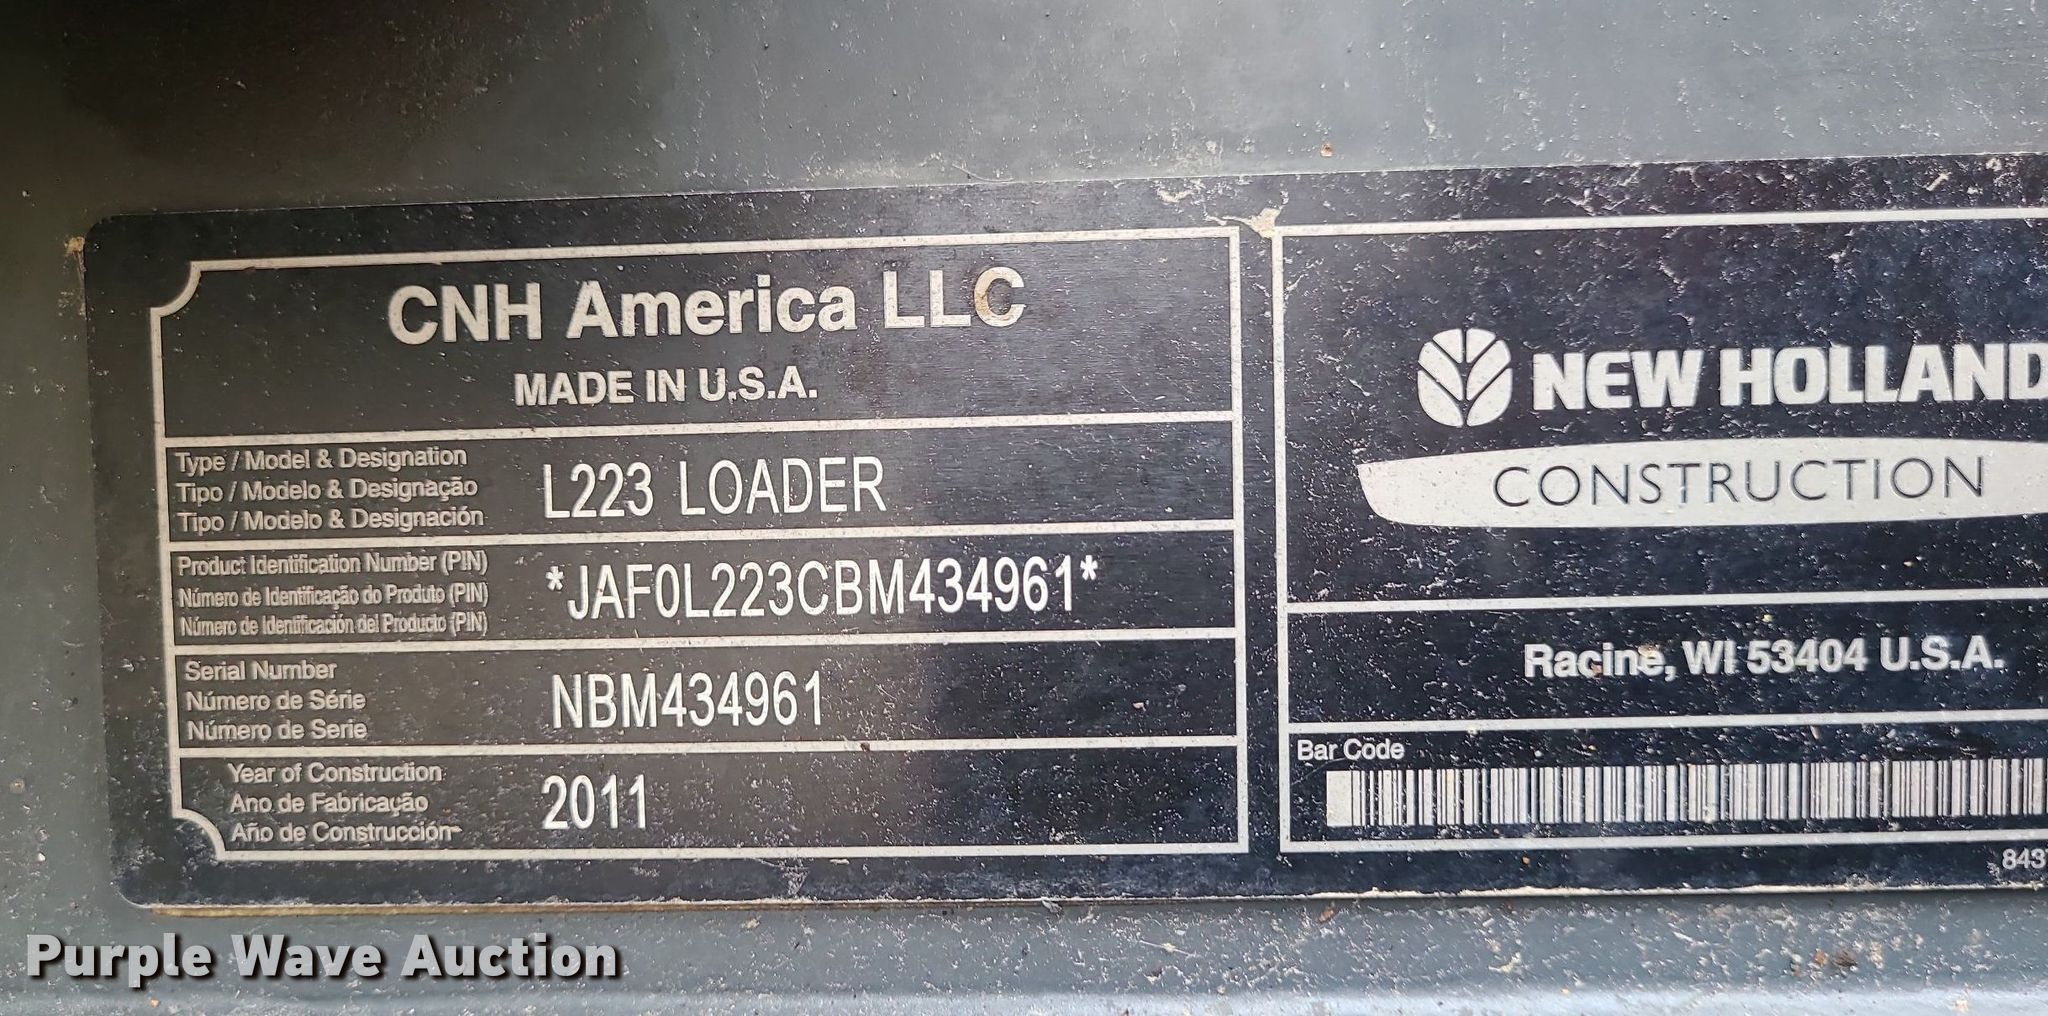 CNH America LLC
MADE IN U.S.A.
Type / Model & Designation
Tipo / Modelo & Designação
Tipo / Modelo & Designación
L223 LOADER
Product Identification Number (PIN)
Número de Identificação do Produto (PIN)
Número de Identificación del Producto (PIN)
*JAF0L223CBM434961*
Serial Number
Número de Série
Número de Serie
NBM434961
Year of Construction
Ano de Fabricação
Año de Construcción
2011
NEW HOLLAND
CONSTRUCTION
Racine, WI 53404 U.S.A.
Bar Code
Purple Wave Auction